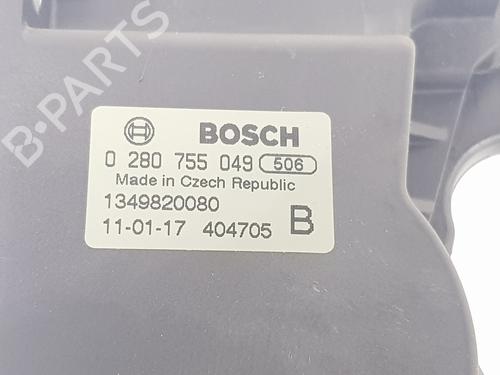 B-PARTS
BOSCH
0 280 755 049 506
Made in Czech Republic
1349820080
11-01-17 404705 B